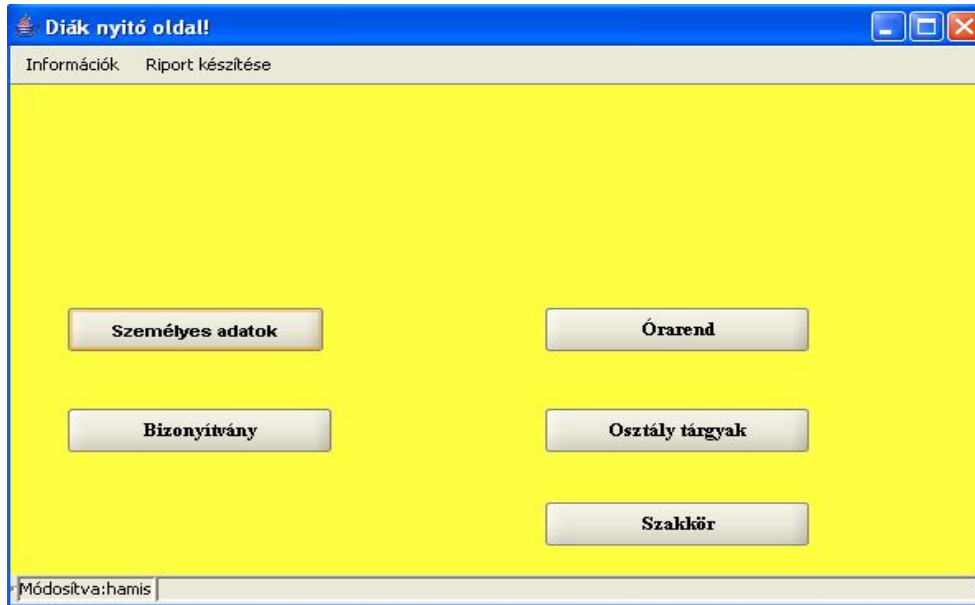 Diák nyitó oldal!
Információk Riport készítése
Személyes adatok Órarend
Bizonyítvány Osztály tárgyak
Szakkör
Módosítva:hamis